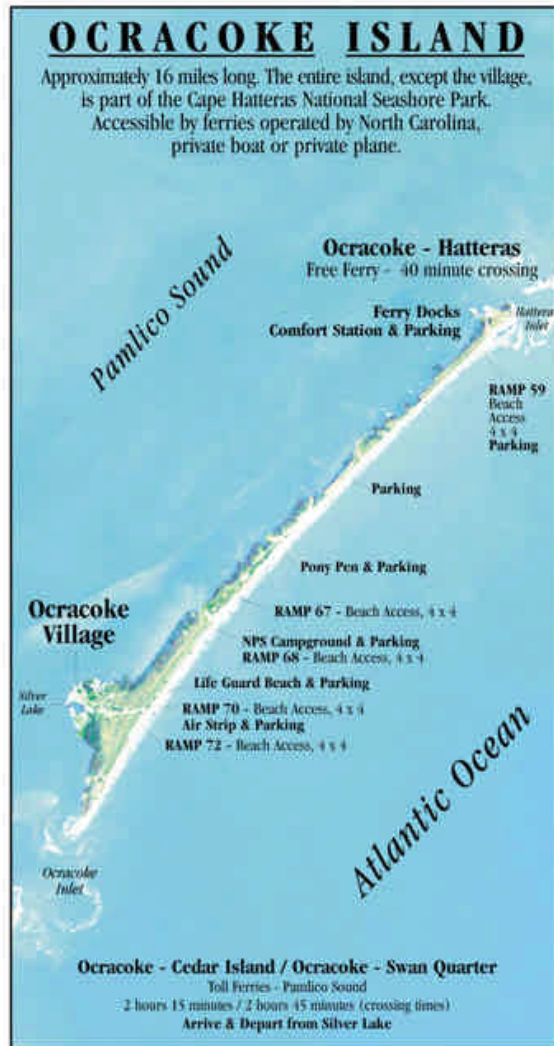 OCRACOKE ISLAND
Approximately 16 miles long. The entire island, except the village,
is part of the Cape Hatteras National Seashore Park.
Accessible by ferries operated by North Carolina,
private boat or private plane.
Ocracoke - Hatteras
Free Ferry - 40 minute crossing
Pamlico Sound
Ferry Docks
Comfort Station & Parking
Hatteras
Inlet
RAMP 59
Beach
Access
4 x 4
Parking
Parking
Pony Pen & Parking
RAMP 67 - Beach Access, 4 x 4
Ocracoke
Village
NPS Campground & Parking
RAMP 68 - Beach Access, 4 x 4
Life Guard Beach & Parking
Silver
Lake
RAMP 70 - Beach Access, 4 x 4
Air Strip & Parking
RAMP 72 - Beach Access, 4 x 4
Atlantic Ocean
Ocracoke
Inlet
Ocracoke - Cedar Island / Ocracoke - Swan Quarter
Toll Ferries - Pamlico Sound
2 hours 15 minutes / 2 hours 45 minutes (crossing times)
Arrive & Depart from Silver Lake